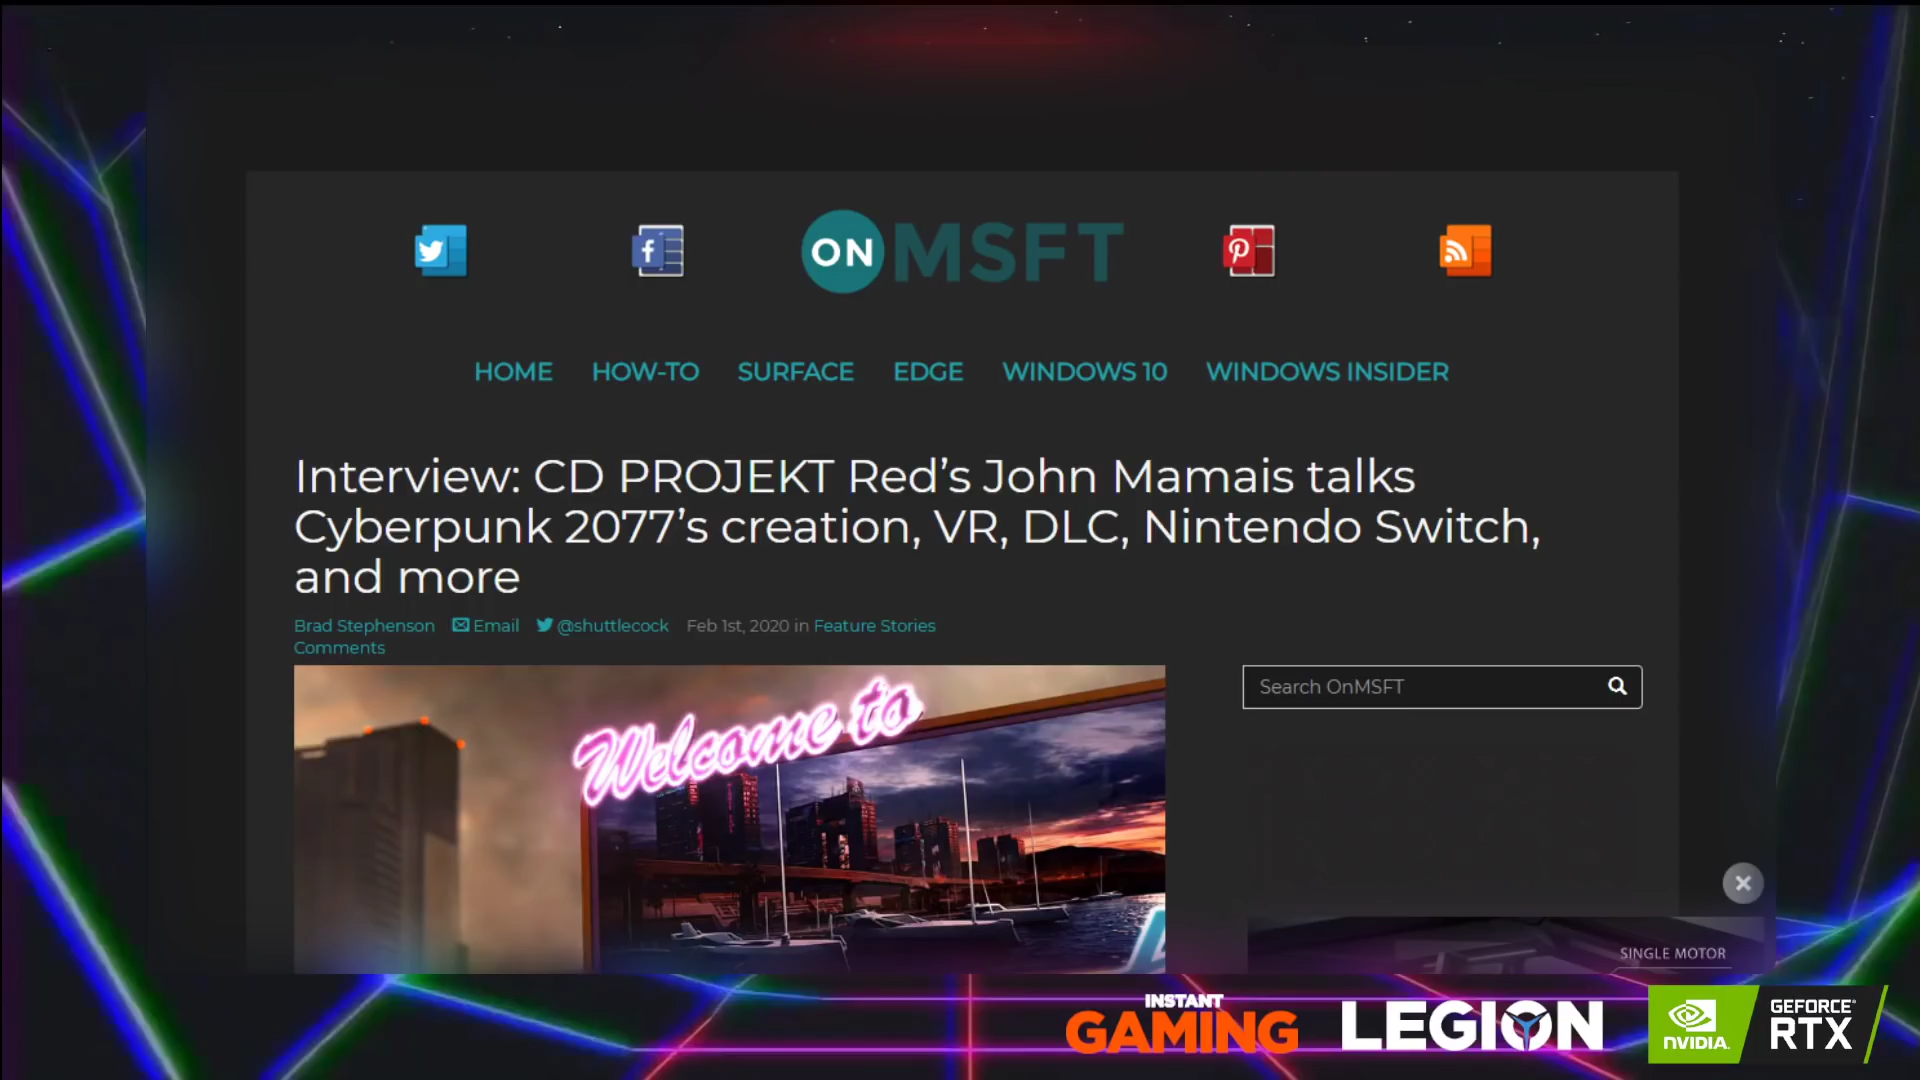 ON MSFT
HOME HOW-TO SURFACE EDGE WINDOWS 10 WINDOWS INSIDER
Interview: CD PROJEKT Red's John Mamais talks
Cyberpunk 2077's creation, VR, DLC, Nintendo Switch,
and more
Brad Stephenson Email @shuttlecock Feb 1st, 2020 in Feature Stories
Comments
Search OnMSFT
Welcome to
SINGLE MOTOR
INSTANT
GAMING
LEGION
NVIDIA.
GEFORCE
RTX